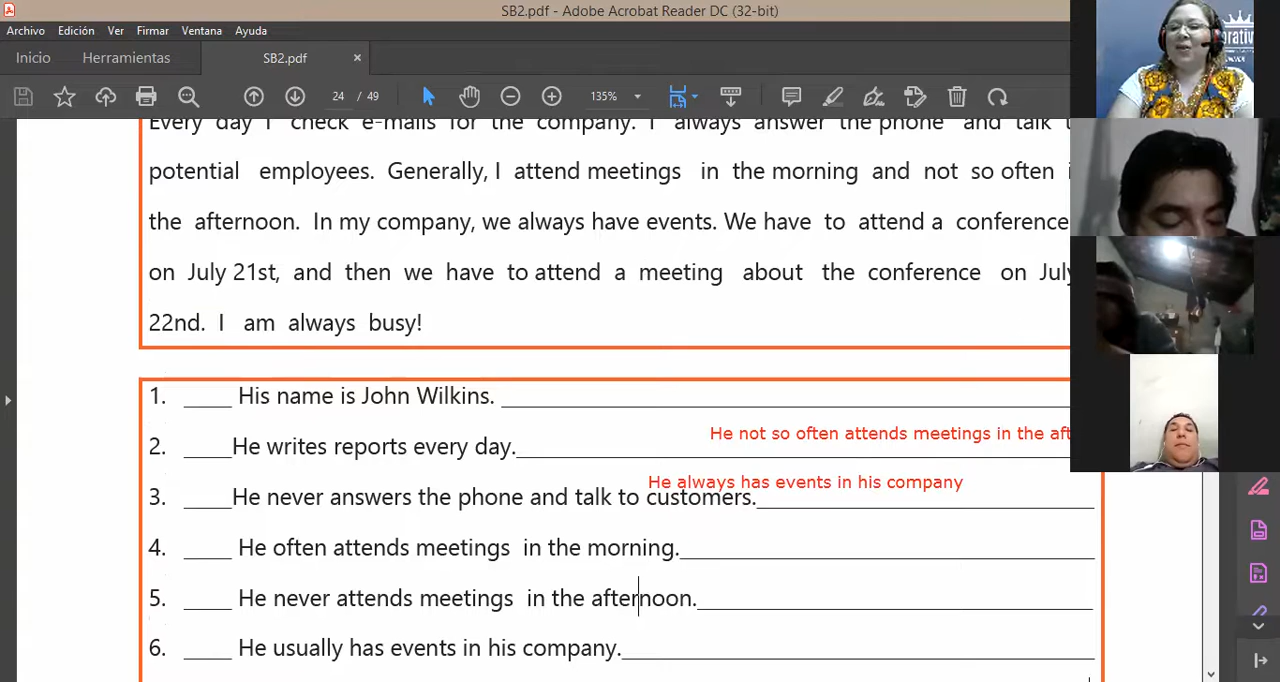 SB2.pdf - Adobe Acrobat Reader DC (32-bit)
Archivo Edición Ver Firmar Ventana Ayuda
Inicio Herramientas SB2.pdf ×
24 / 49 135%
Every day I check e-mails for the company. I always answer the phone and talk
potential employees. Generally, I attend meetings in the morning and not so often
the afternoon. In my company, we always have events. We have to attend a conference
on July 21st, and then we have to attend a meeting about the conference on July
22nd. I am always busy!
1. ____ His name is John Wilkins.
He not so often attends meetings in the aft
2. ____He writes reports every day.
He always has events in his company
3. ____He never answers the phone and talk to customers.
4. ____ He often attends meetings in the morning.
5. ____ He never attends meetings in the afternoon.
6. ____ He usually has events in his company.